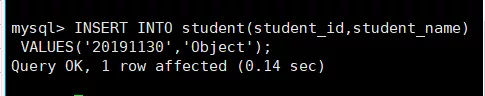 mysql> INSERT INTO student(student_id,student_name)
VALUES('20191130','Object');
Query OK, 1 row affected (0.14 sec)